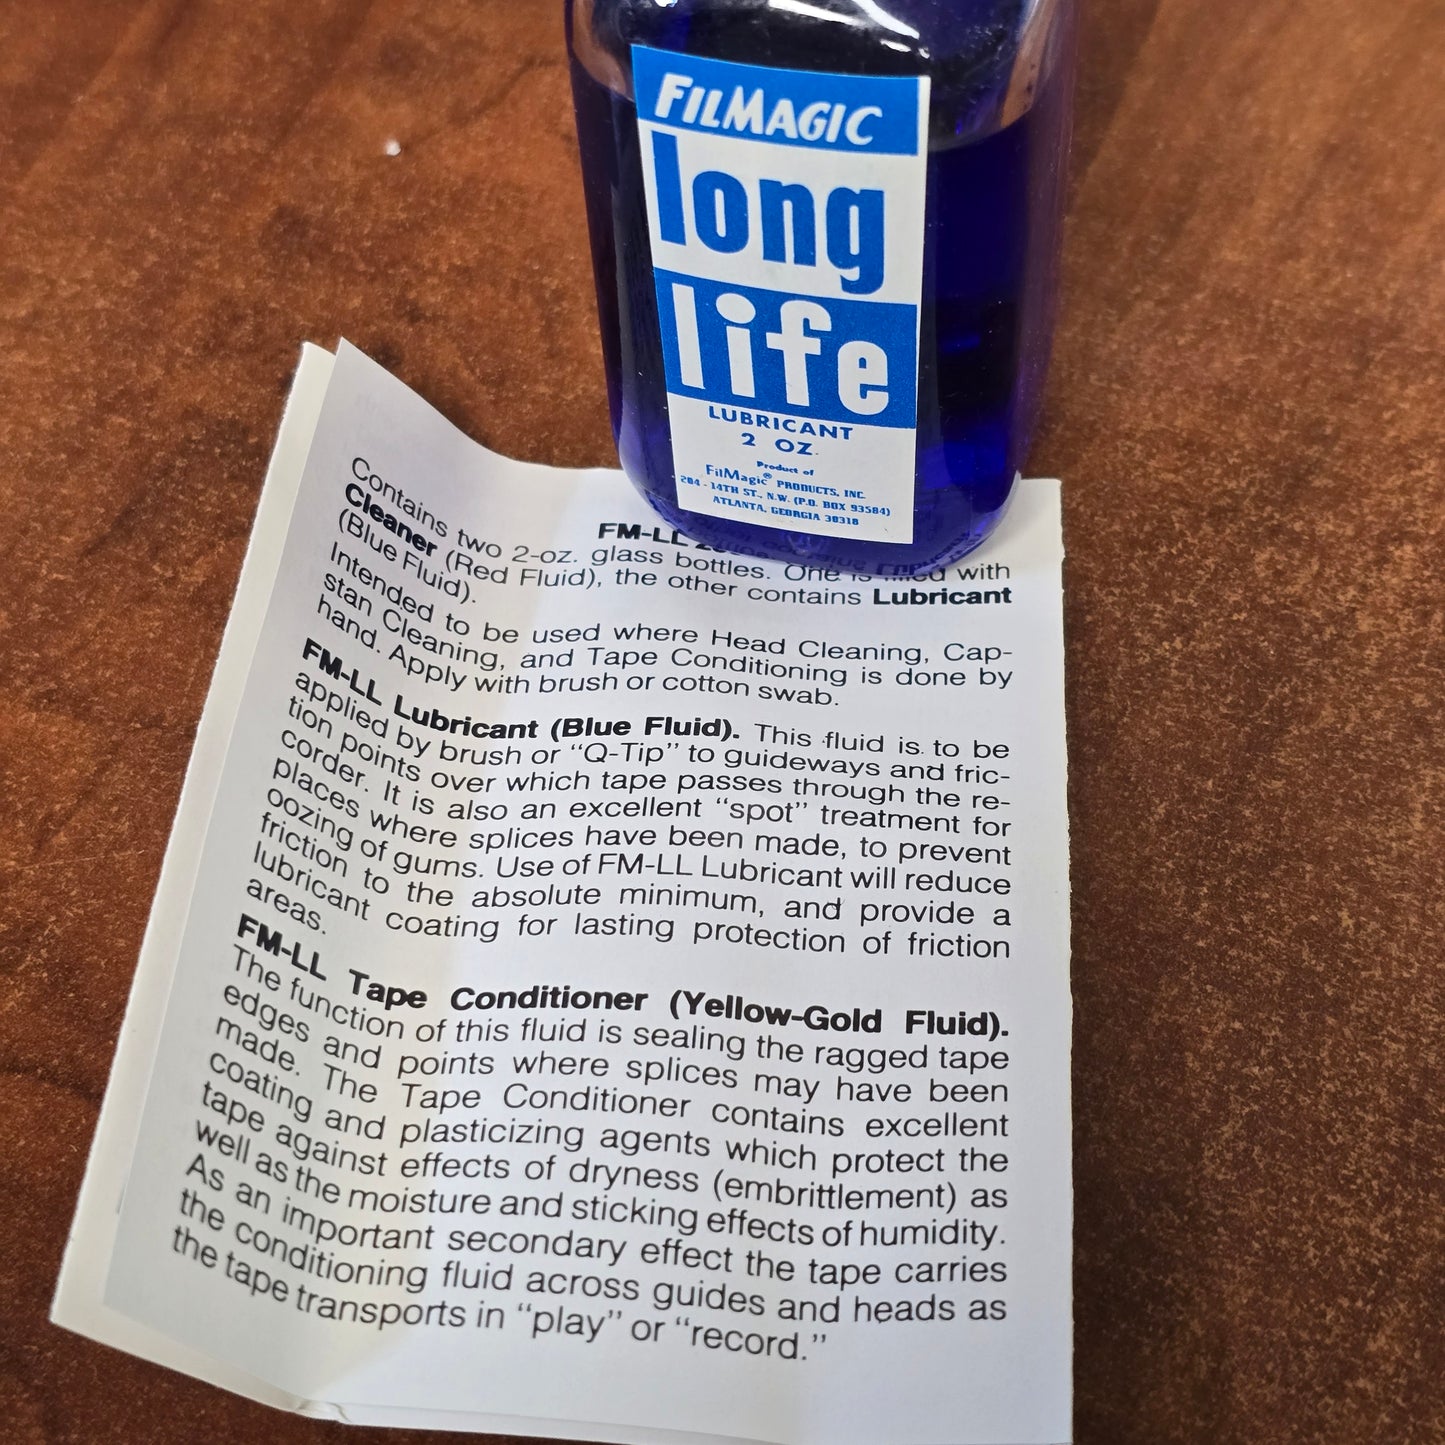 FILMAGIC
long
life
LUBRICANT
2 OZ.
Product of
FilMagic® PRODUCTS, INC.
204 - 14TH ST., N.W. (P.O. BOX 93584)
ATLANTA, GEORGIA 30318
FM-LL
Contains two 2-oz. glass bottles. One is filled with
Cleaner (Red Fluid), the other contains Lubricant
(Blue Fluid).
Intended to be used where Head Cleaning, Cap-
stan Cleaning, and Tape Conditioning is done by
hand. Apply with brush or cotton swab.
FM-LL Lubricant (Blue Fluid). This fluid is to be
applied by brush or “Q-Tip” to guideways and fric-
tion points over which tape passes through the re-
corder. It is also an excellent “spot” treatment for
places where splices have been made, to prevent
oozing of gums. Use of FM-LL Lubricant will reduce
friction to the absolute minimum, and provide a
lubricant coating for lasting protection of friction
areas.
FM-LL Tape Conditioner (Yellow-Gold Fluid).
The function of this fluid is sealing the ragged tape
edges and points where splices may have been
made. The Tape Conditioner contains excellent
coating and plasticizing agents which protect the
tape against effects of dryness (embrittlement) as
well as the moisture and sticking effects of humidity.
As an important secondary effect the tape carries
the conditioning fluid across guides and heads as
the tape transports in “play” or “record.”